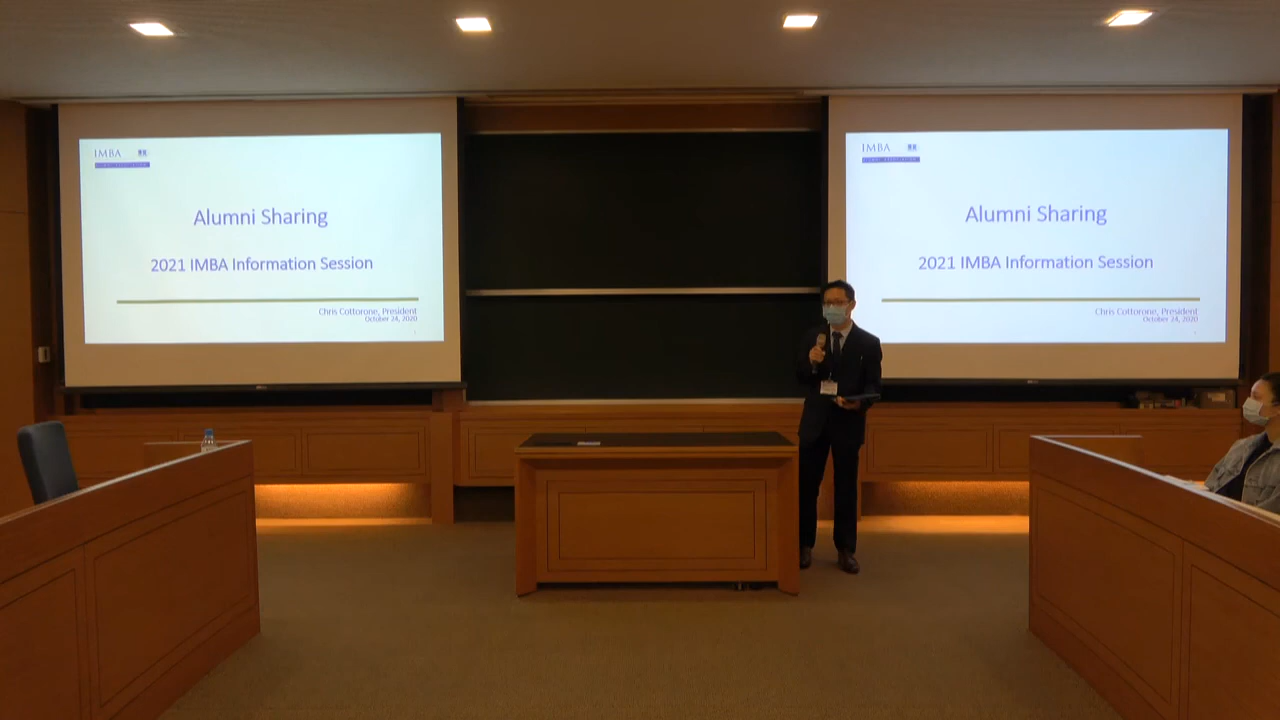 IMBA
Alumni Sharing
2021 IMBA Information Session
Chris Cottorone, President
October 24, 2020
IMBA
Alumni Sharing
2021 IMBA Information Session
Chris Cottorone, President
October 24, 2020